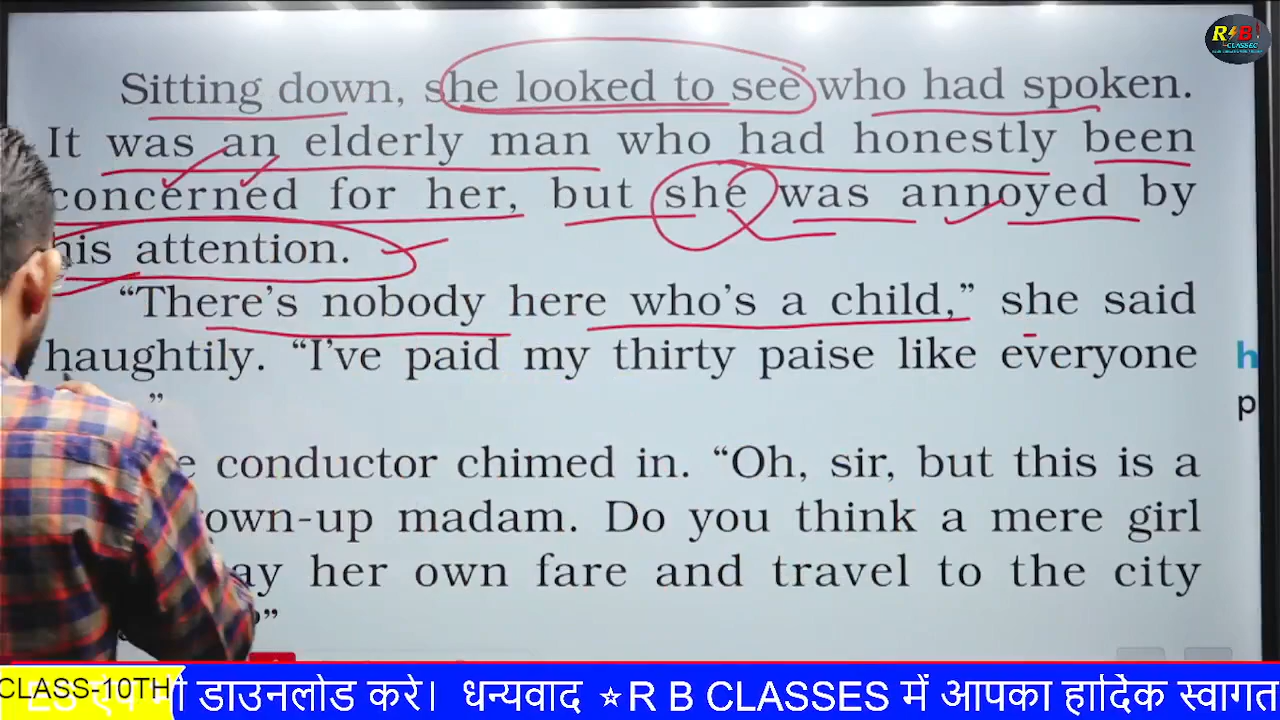 R B
CLASSES
Sitting down, she looked to see who had spoken.
It was an elderly man who had honestly been
concerned for her, but she was annoyed by
his attention.
“There’s nobody here who’s a child,” she said
haughtily. “I’ve paid my thirty paise like everyone
”
conductor chimed in. “Oh, sir, but this is a
own-up madam. Do you think a mere girl
ay her own fare and travel to the city
”
h
p
CLASS-10TH डाउनलोड करे। धन्यवाद ☆R B CLASSES में आपका हार्दिक स्वागत